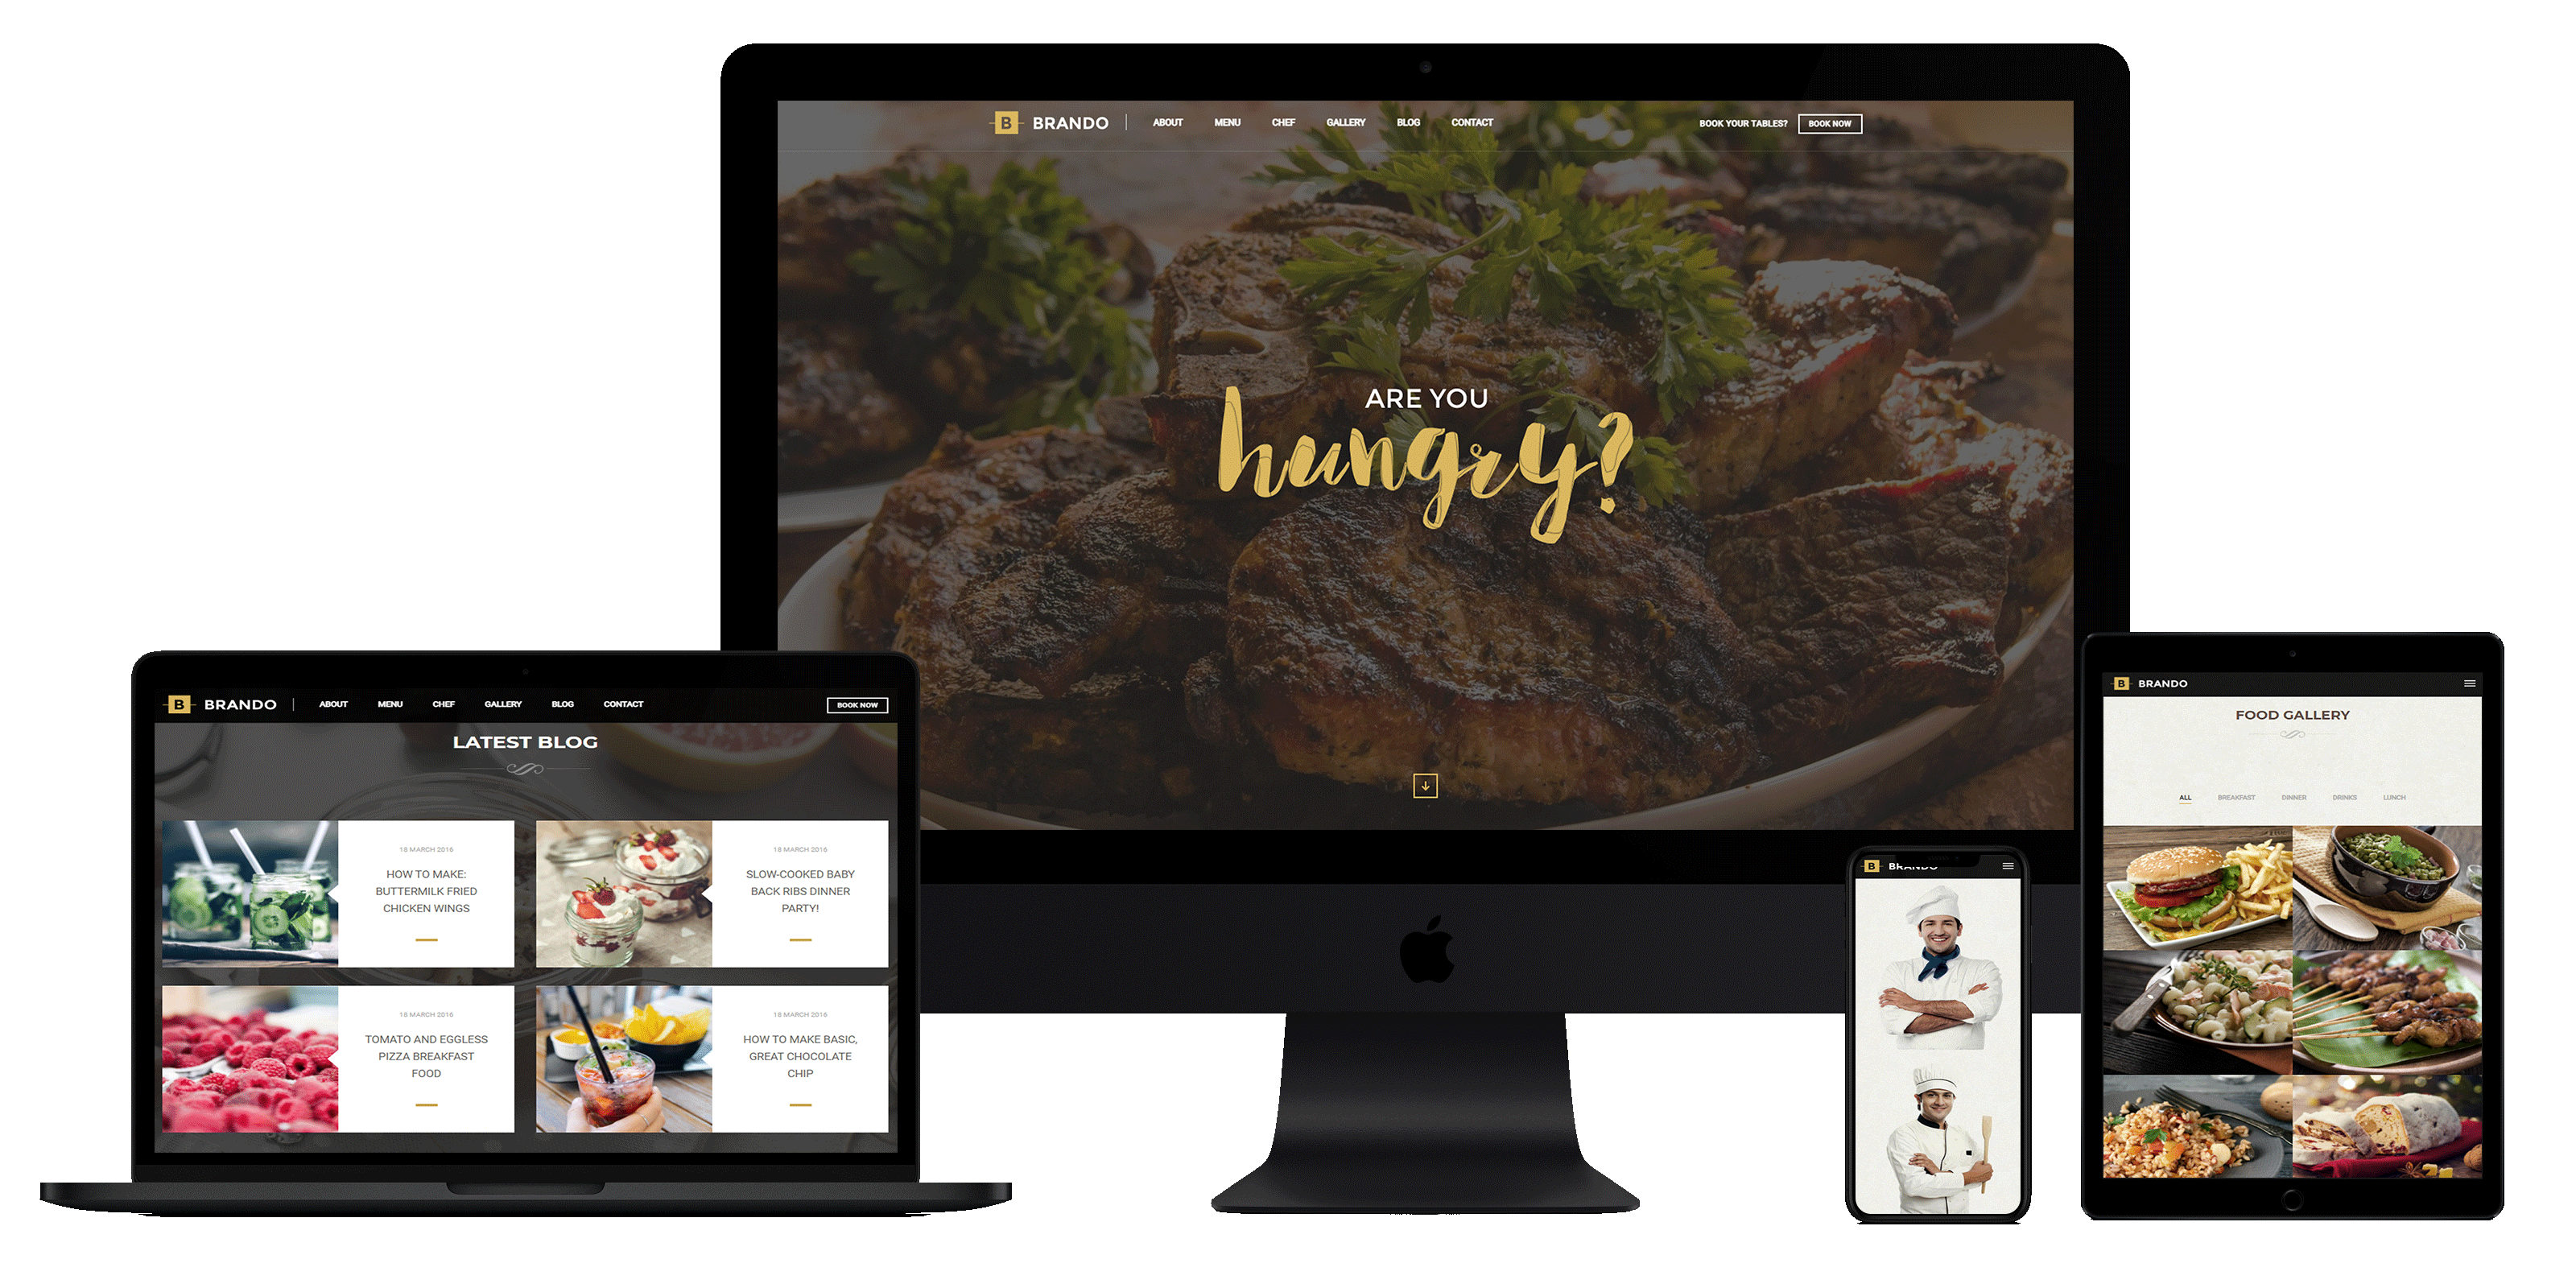 B BRANDO
ABOUT MENU CHEF GALLERY BLOG CONTACT
BOOK YOUR TABLES? BOOK NOW
ARE YOU
hungry?
B BRANDO ABOUT MENU CHEF GALLERY BLOG CONTACT BOOK NOW
LATEST BLOG
18 MARCH 2016
HOW TO MAKE:
BUTTERMILK FRIED
CHICKEN WINGS
18 MARCH 2016
SLOW-COOKED BABY
BACK RIBS DINNER
PARTY!
18 MARCH 2016
TOMATO AND EGGLESS
PIZZA BREAKFAST
FOOD
18 MARCH 2016
HOW TO MAKE BASIC,
GREAT CHOCOLATE
CHIP
B BRANDO
B BRANDO
FOOD GALLERY
ALL BREAKFAST DINNER DRINKS LUNCH